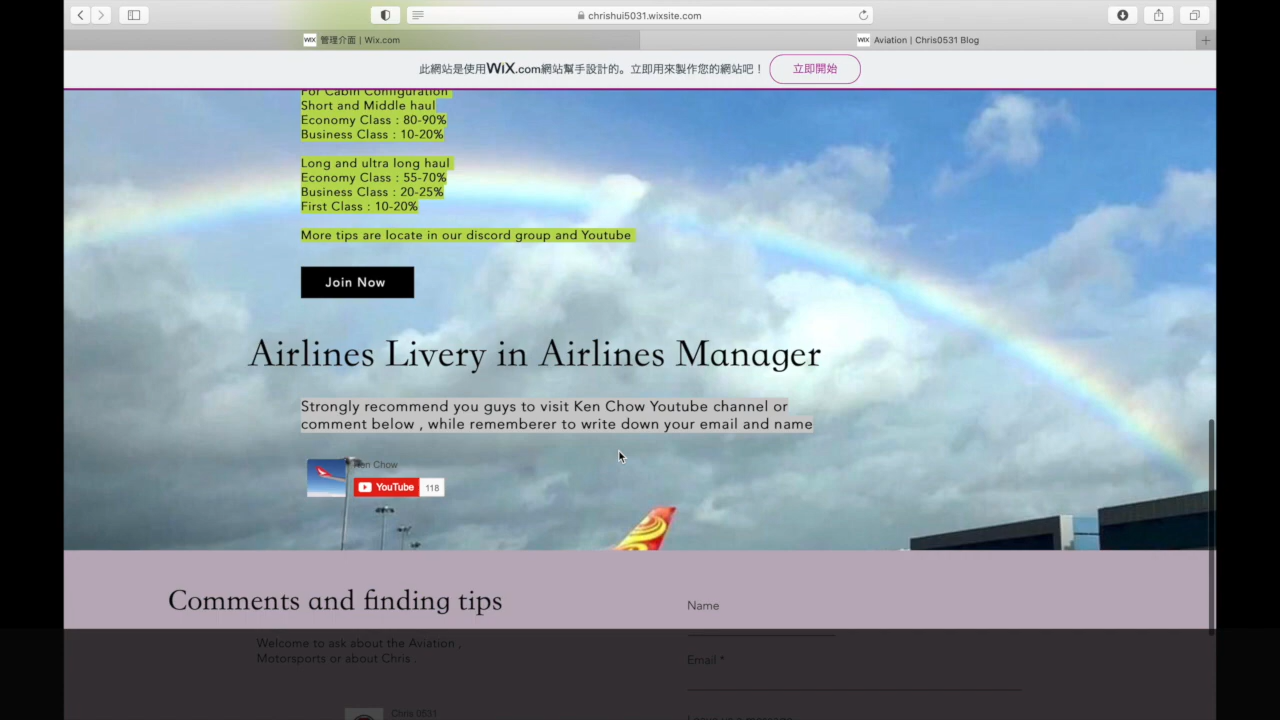 chrishui5031.wixsite.com
WiX 管理介面 | Wix.com
WiX Aviation | Chris0531 Blog
此網站是使用WiX.com網站幫手設計的。立即用來製作您的網站吧！
立即開始
For Cabin Configuration
Short and Middle haul
Economy Class : 80-90%
Business Class : 10-20%
Long and ultra long haul
Economy Class : 55-70%
Business Class : 20-25%
First Class : 10-20%
More tips are locate in our discord group and Youtube
Join Now
Airlines Livery in Airlines Manager
Strongly recommend you guys to visit Ken Chow Youtube channel or
comment below , while rememberer to write down your email and name
Ken Chow
YouTube 118
Comments and finding tips
Name
Welcome to ask about the Aviation ,
Motorsports or about Chris .
Email *
Chris 0531